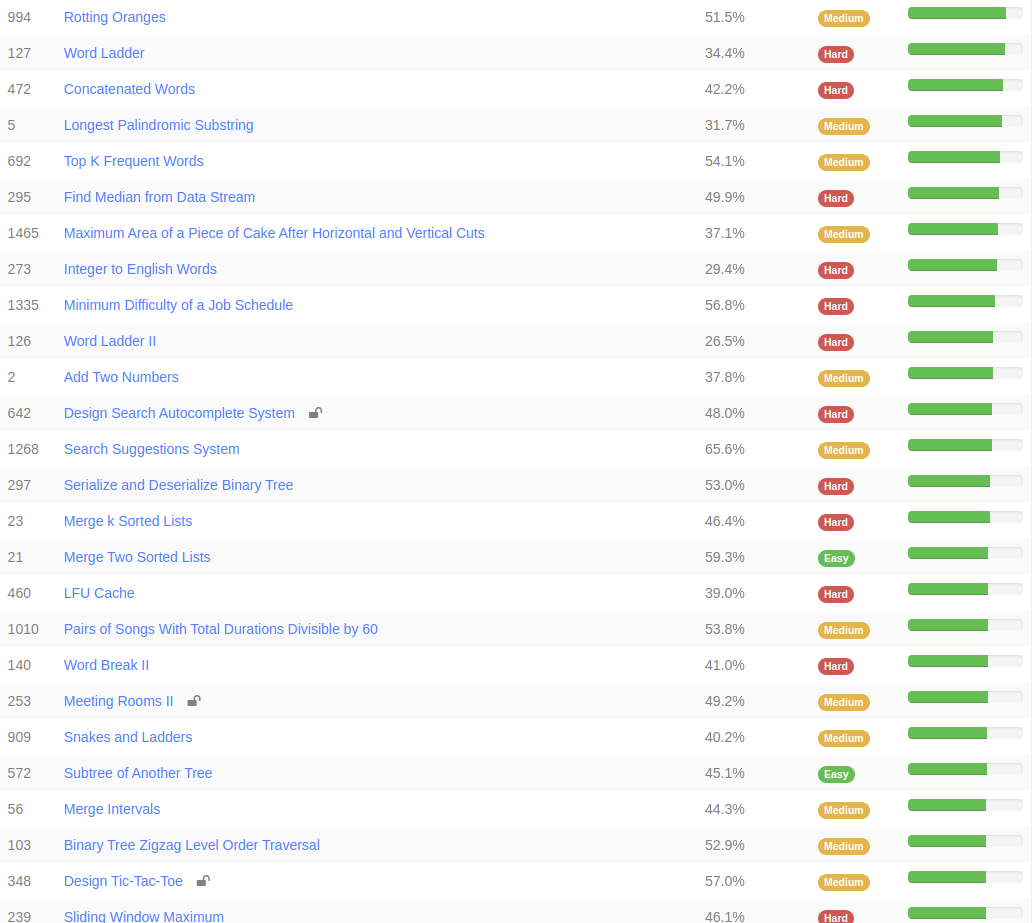 994 Rotting Oranges 51.5% Medium
127 Word Ladder 34.4% Hard
472 Concatenated Words 42.2% Hard
5 Longest Palindromic Substring 31.7% Medium
692 Top K Frequent Words 54.1% Medium
295 Find Median from Data Stream 49.9% Hard
1465 Maximum Area of a Piece of Cake After Horizontal and Vertical Cuts 37.1% Medium
273 Integer to English Words 29.4% Hard
1335 Minimum Difficulty of a Job Schedule 56.8% Hard
126 Word Ladder II 26.5% Hard
2 Add Two Numbers 37.8% Medium
642 Design Search Autocomplete System 48.0% Hard
1268 Search Suggestions System 65.6% Medium
297 Serialize and Deserialize Binary Tree 53.0% Hard
23 Merge k Sorted Lists 46.4% Hard
21 Merge Two Sorted Lists 59.3% Easy
460 LFU Cache 39.0% Hard
1010 Pairs of Songs With Total Durations Divisible by 60 53.8% Medium
140 Word Break II 41.0% Hard
253 Meeting Rooms II 49.2% Medium
909 Snakes and Ladders 40.2% Medium
572 Subtree of Another Tree 45.1% Easy
56 Merge Intervals 44.3% Medium
103 Binary Tree Zigzag Level Order Traversal 52.9% Medium
348 Design Tic-Tac-Toe 57.0% Medium
239 Sliding Window Maximum 46.1% Hard